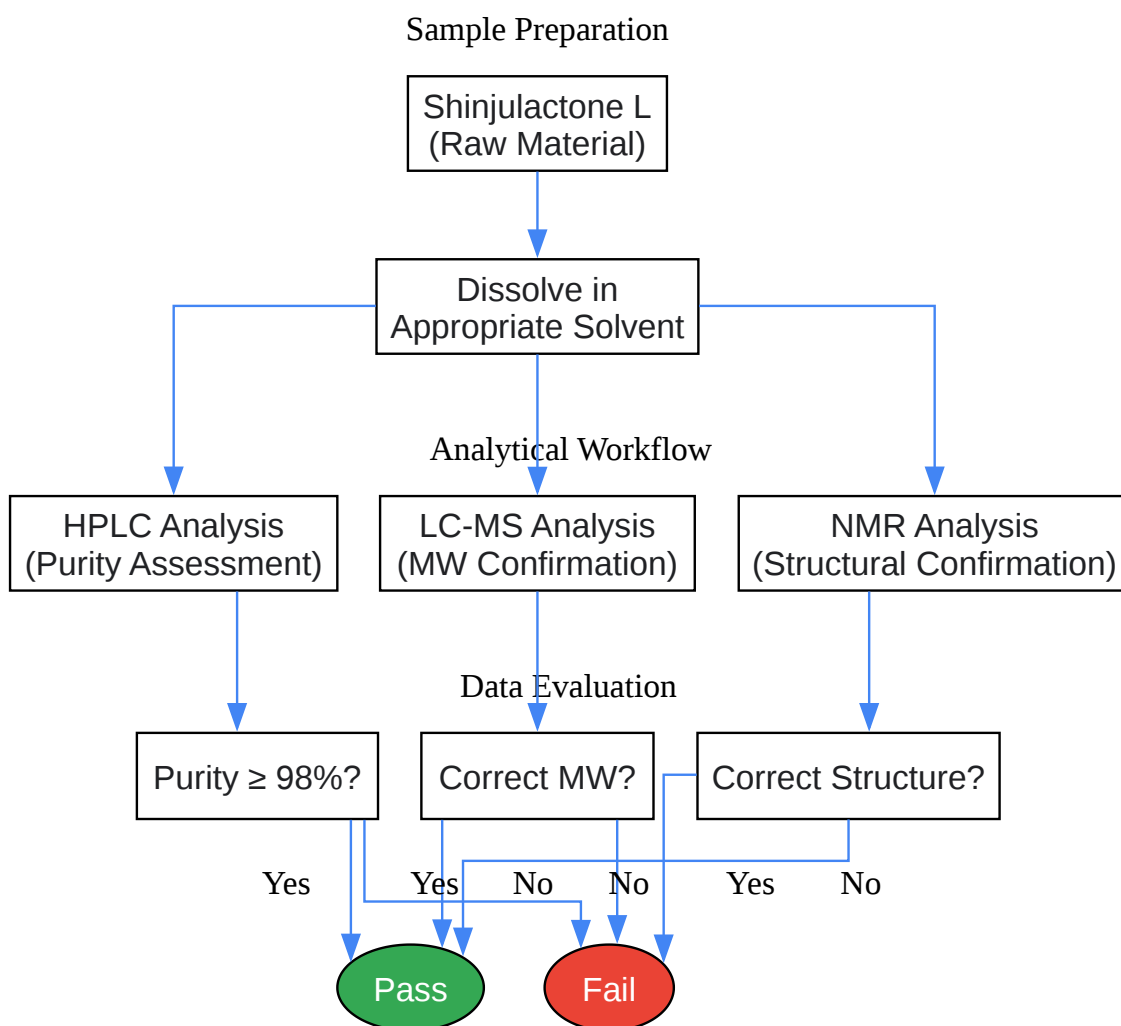 Sample Preparation
Shinjulactone L
(Raw Material)
Dissolve in
Appropriate Solvent
Analytical Workflow
HPLC Analysis
(Purity Assessment)
LC-MS Analysis
(MW Confirmation)
NMR Analysis
(Structural Confirmation)
Data Evaluation
Purity ≥ 98%?
Correct MW?
Correct Structure?
Yes
Yes
No
No
Yes
No
Pass
Fail